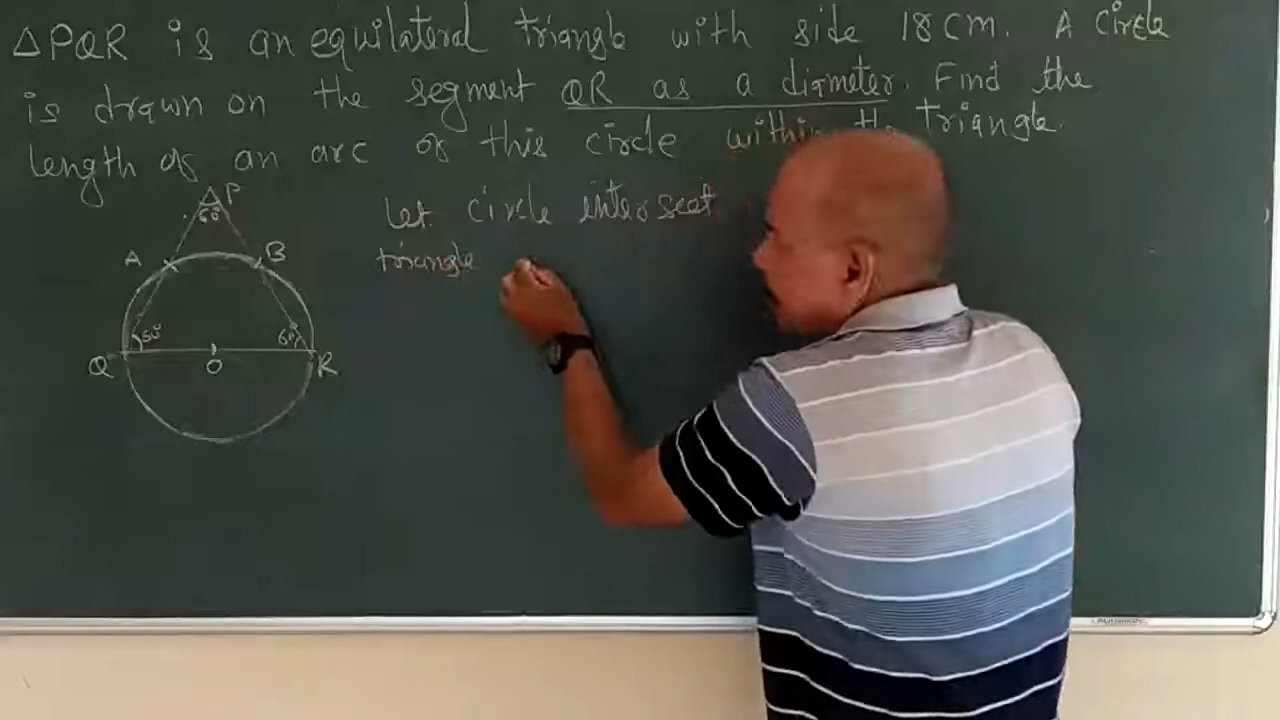 △PQR is an equilateral triangle with side 18 cm. A circle
is drawn on the segment QR as a diameter. Find the
length of an arc of this circle within the triangle.
P
60°
Let circle intersect
A
B
triangle
60°
60°
Q
O
R